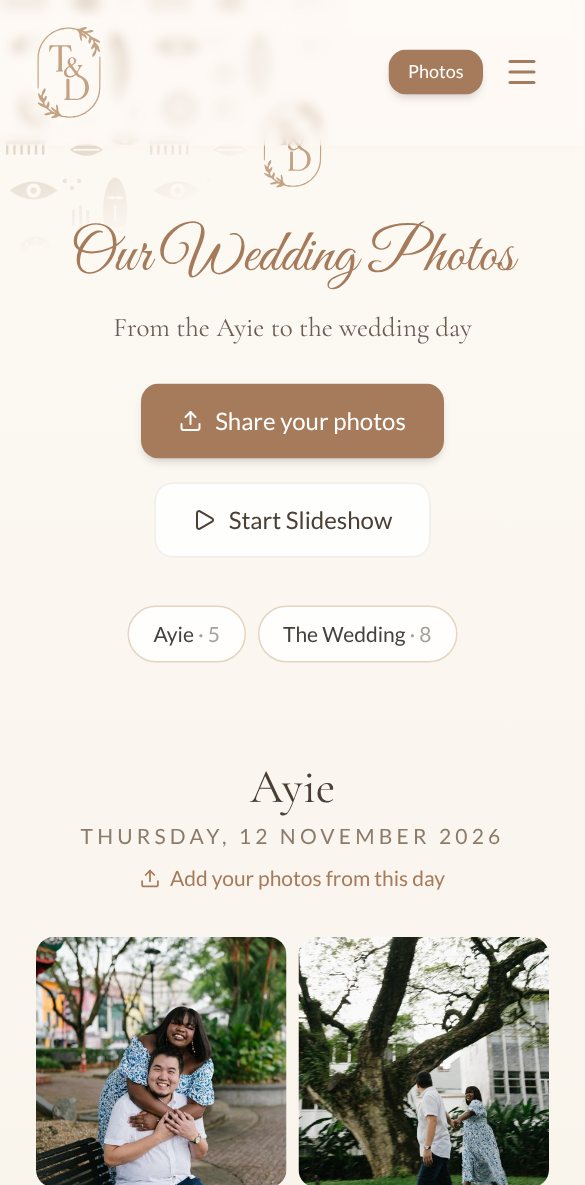 T&D
Photos
D
Our Wedding Photos
From the Ayie to the wedding day
Share your photos
Start Slideshow
Ayie · 5
The Wedding · 8
Ayie
THURSDAY, 12 NOVEMBER 2026
Add your photos from this day